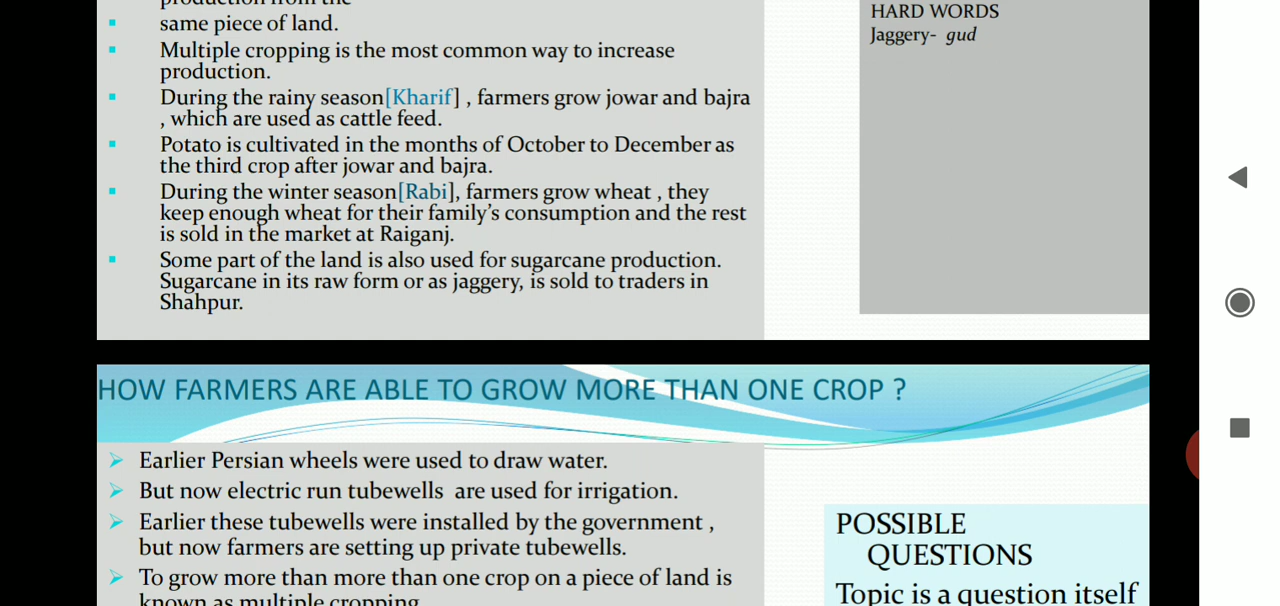 production from the
same piece of land.
Multiple cropping is the most common way to increase
production.
During the rainy season[Kharif] , farmers grow jowar and bajra
, which are used as cattle feed.
Potato is cultivated in the months of October to December as
the third crop after jowar and bajra.
During the winter season[Rabi], farmers grow wheat , they
keep enough wheat for their family's consumption and the rest
is sold in the market at Raiganj.
Some part of the land is also used for sugarcane production.
Sugarcane in its raw form or as jaggery, is sold to traders in
Shahpur.
HARD WORDS
Jaggery- gud
HOW FARMERS ARE ABLE TO GROW MORE THAN ONE CROP ?
Earlier Persian wheels were used to draw water.
But now electric run tubewells are used for irrigation.
Earlier these tubewells were installed by the government ,
but now farmers are setting up private tubewells.
To grow more than more than one crop on a piece of land is
known as multiple cropping
POSSIBLE
QUESTIONS
Topic is a question itself